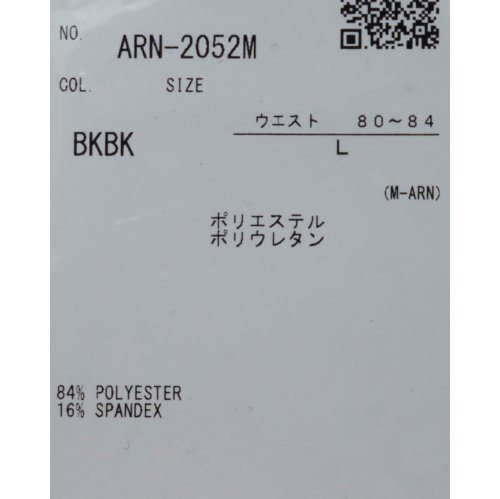 NO. ARN-2052M
COL. SIZE
ウエスト 80〜84
BKBK L
(M-ARN)
ポリエステル
ポリウレタン
84% POLYESTER
16% SPANDEX